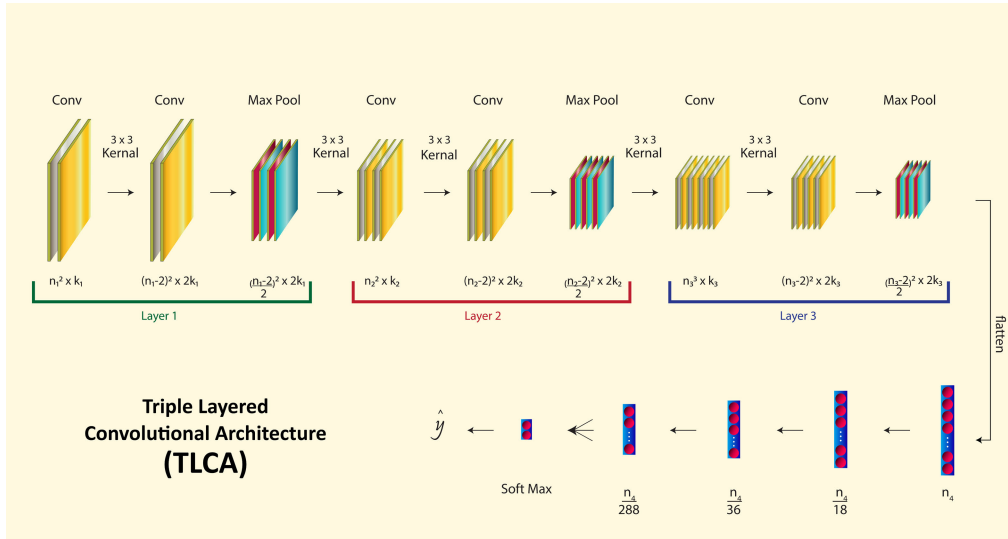 Conv Conv Max Pool Conv Conv Max Pool Conv Conv Max Pool
3 x 3 3 x 3 3 x 3 3 x 3 3 x 3
Kernal Kernal Kernal Kernal Kernal
n₁² x k₁ (n₁-2)² x 2k₁ (n₁-2)² x 2k₁ n₂² x k₂ (n₂-2)² x 2k₂ (n₂-2)² x 2k₂ n₃³ x k₃ (n₃-2)² x 2k₃ (n₃-2)² x 2k₃
2 2 2
Layer 1 Layer 2 Layer 3
flatten
Triple Layered
Convolutional Architecture
(TLCA)
ŷ
Soft Max
n₄ n₄ n₄ n₄
288 36 18